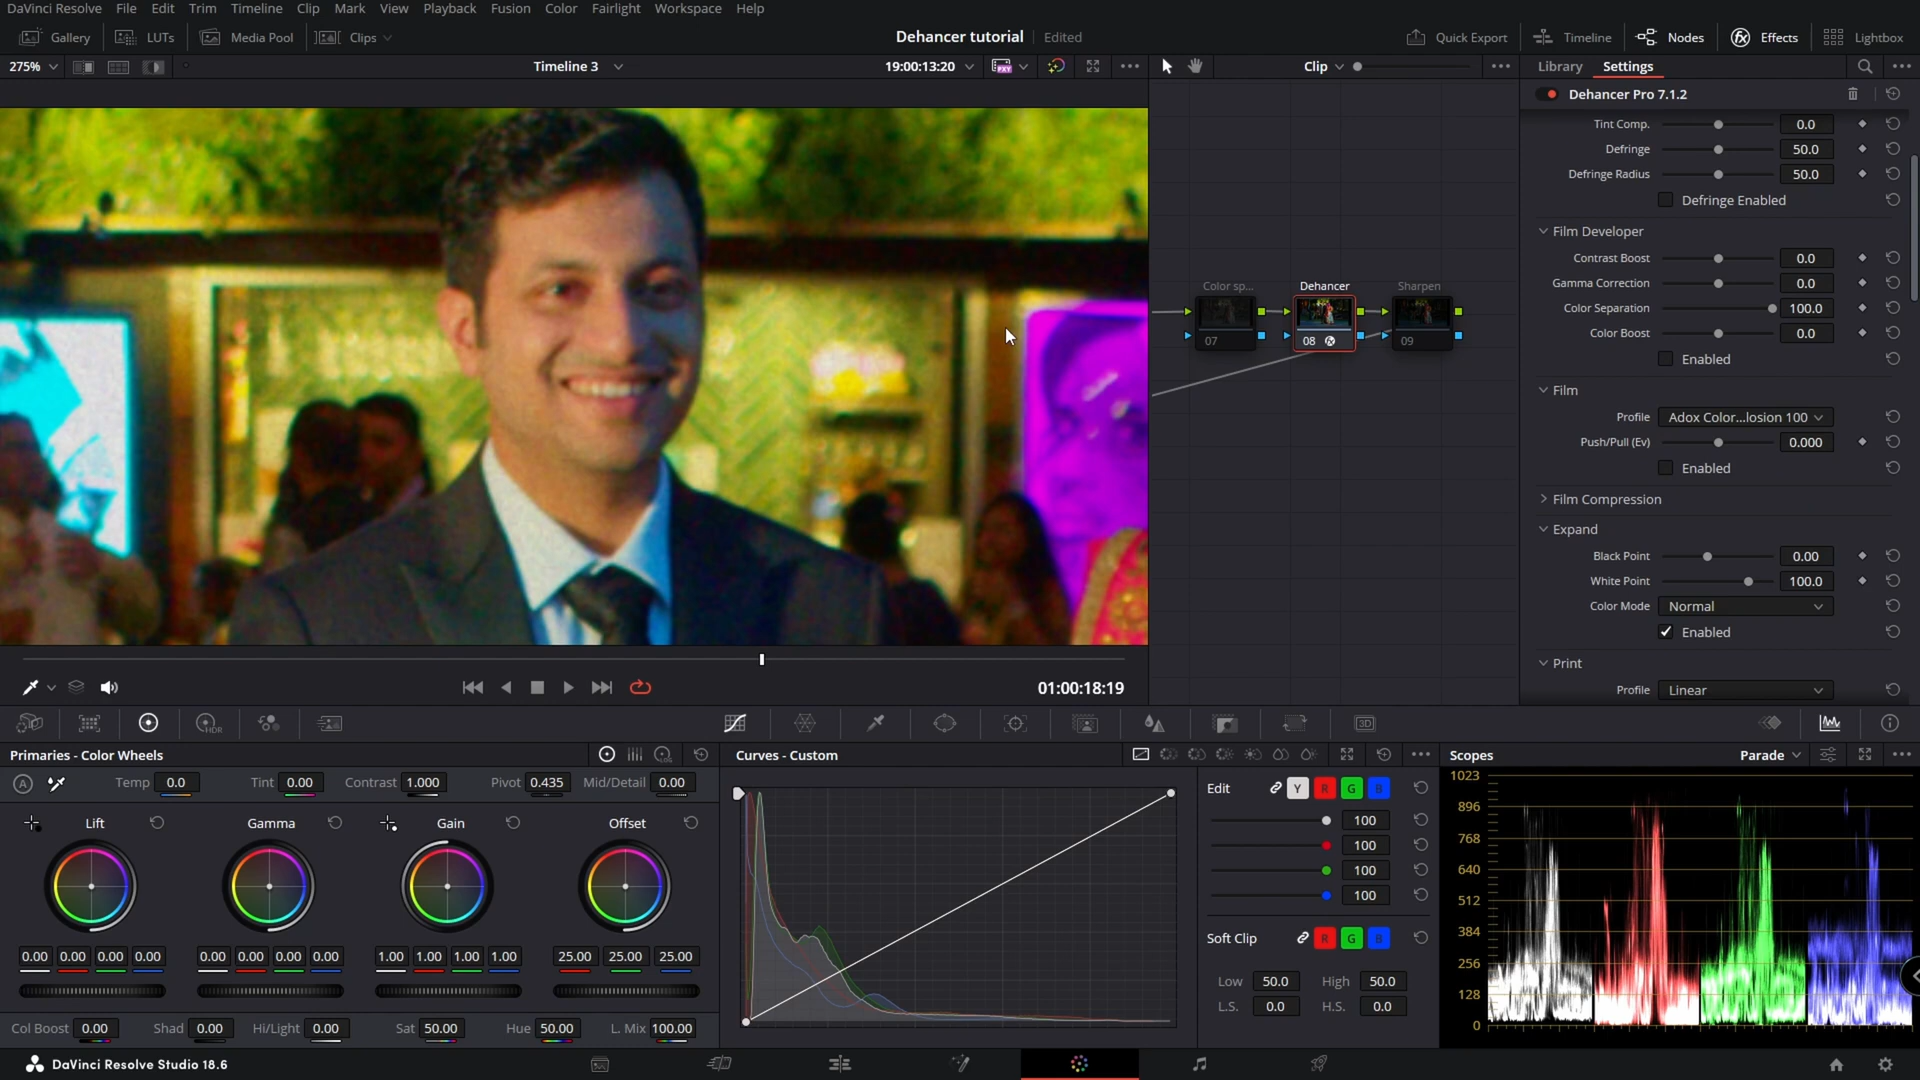 DaVinci Resolve File Edit Trim Timeline Clip Mark View Playback Fusion Color Fairlight Workspace Help
Gallery LUTs Media Pool Clips Dehancer tutorial Edited Quick Export Timeline Nodes Effects Lightbox
275% Timeline 3 19:00:13:20 PXY Clip Library Settings
Dehancer Pro 7.1.2
Tint Comp. 0.0
Defringe 50.0
Defringe Radius 50.0
Defringe Enabled
Film Developer
Contrast Boost 0.0
Gamma Correction 0.0
Color Separation 100.0
Color Boost 0.0
Enabled
Film
Profile Adox Color...losion 100
Push/Pull (Ev) 0.000
Enabled
Film Compression
Expand
Black Point 0.00
White Point 100.0
Color Mode Normal
Enabled
Print
Profile Linear
Color sp... Dehancer Sharpen
07 08 09
01:00:18:19
HDR 3D
Primaries - Color Wheels LOG Curves - Custom Scopes Parade
A Temp 0.0 Tint 0.00 Contrast 1.000 Pivot 0.435 Mid/Detail 0.00
Lift Gamma Gain Offset
0.00 0.00 0.00 0.00 0.00 0.00 0.00 0.00 1.00 1.00 1.00 1.00 25.00 25.00 25.00
Col Boost 0.00 Shad 0.00 Hi/Light 0.00 Sat 50.00 Hue 50.00 L. Mix 100.00
Edit Y R G B
100
100
100
100
Soft Clip R G B
Low 50.0 High 50.0
L.S. 0.0 H.S. 0.0
1023
896
768
640
512
384
256
128
0
DaVinci Resolve Studio 18.6